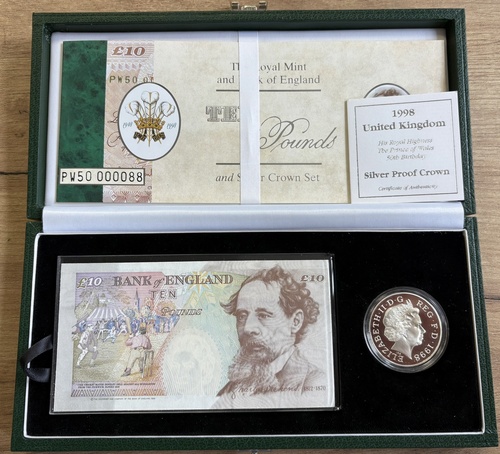 £10
PW50
The Royal Mint
and Bank of England
TEN
Pounds
and Silver Crown Set
1948 1998
PW50 000088
1998
United Kingdom
His Royal Highness
The Prince of Wales
50th Birthday
Silver Proof Crown
Certificate of Authenticity
£10 BANK of ENGLAND £10
TEN
POUNDS
1812-1870
ELIZABETH II·D·G REG·F·D·1998